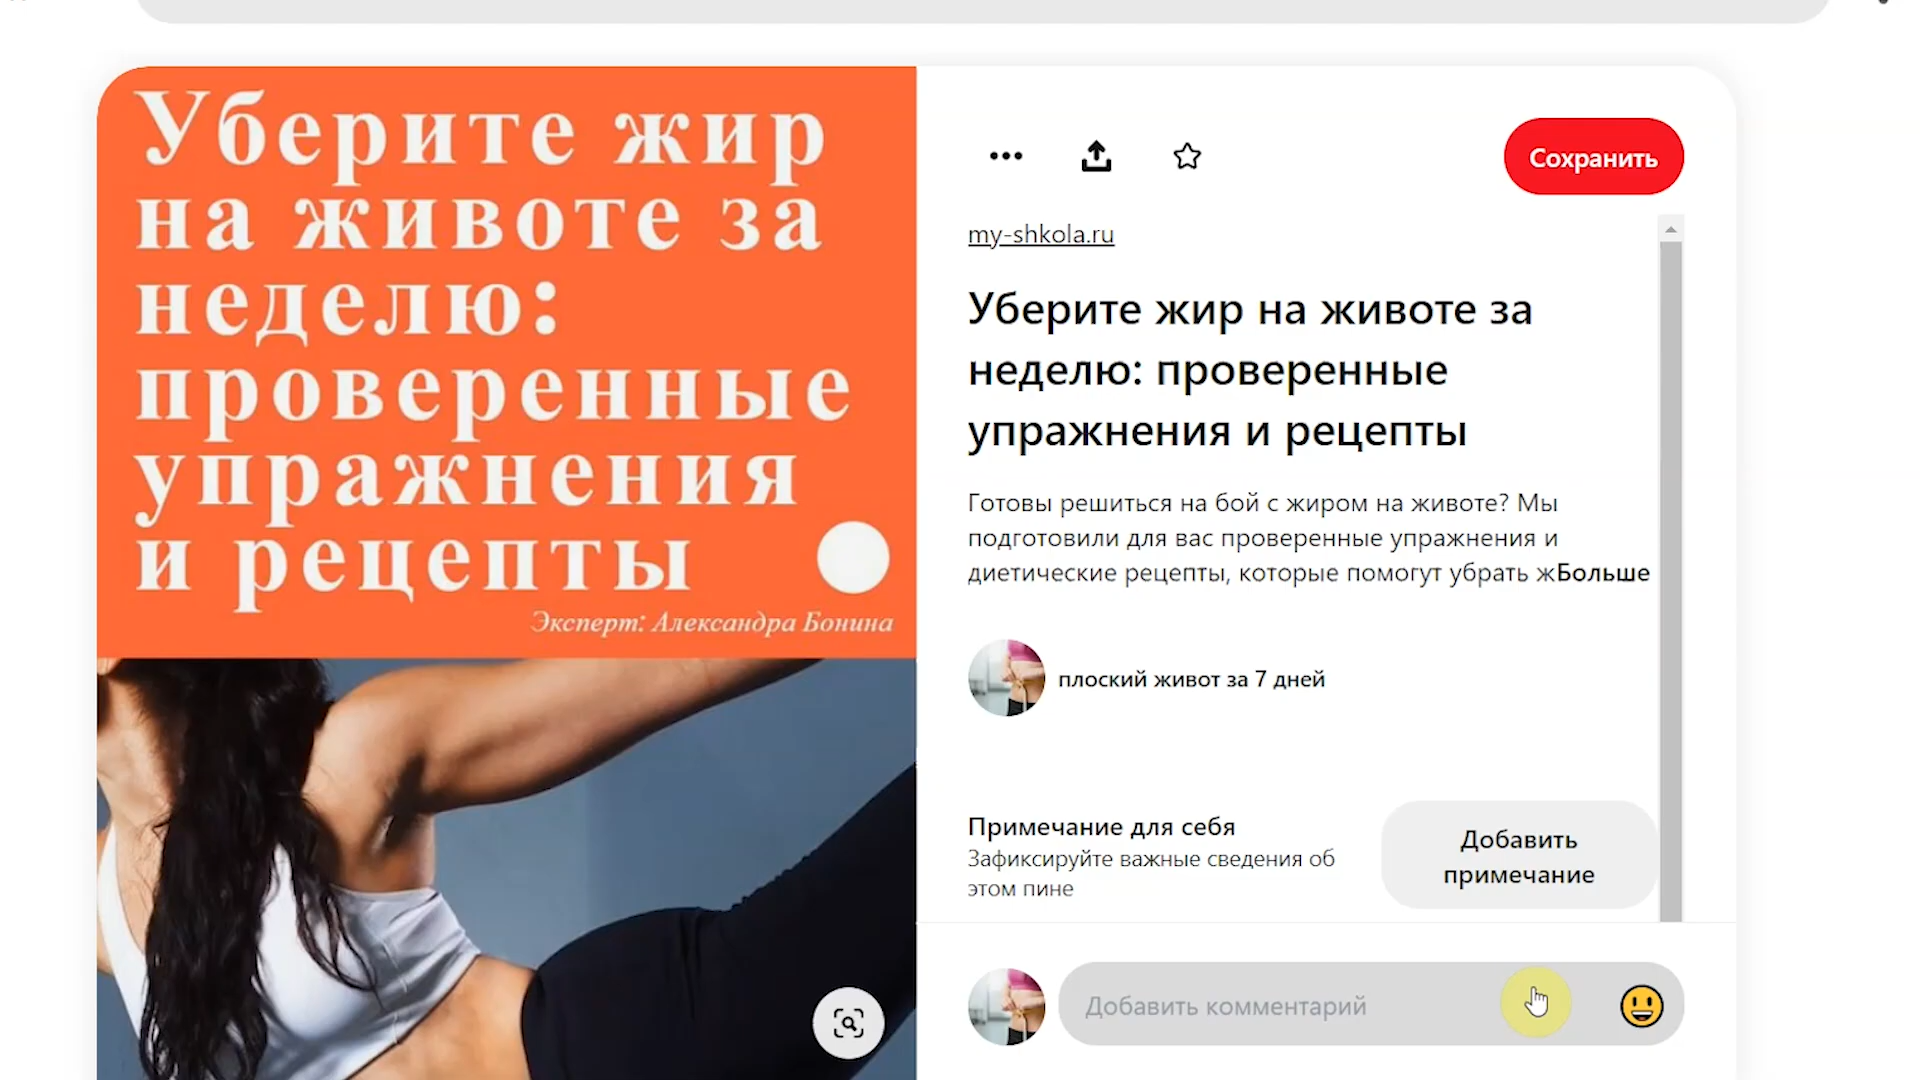 Уберите жир
на животе за
неделю:
проверенные
упражнения
и рецепты
Эксперт: Александра Бонина
Сохранить
my-shkola.ru
Уберите жир на животе за
неделю: проверенные
упражнения и рецепты
Готовы решиться на бой с жиром на животе? Мы
подготовили для вас проверенные упражнения и
диетические рецепты, которые помогут убрать жБольше
плоский живот за 7 дней
Примечание для себя
Зафиксируйте важные сведения об
этом пине
Добавить
примечание
Добавить комментарий